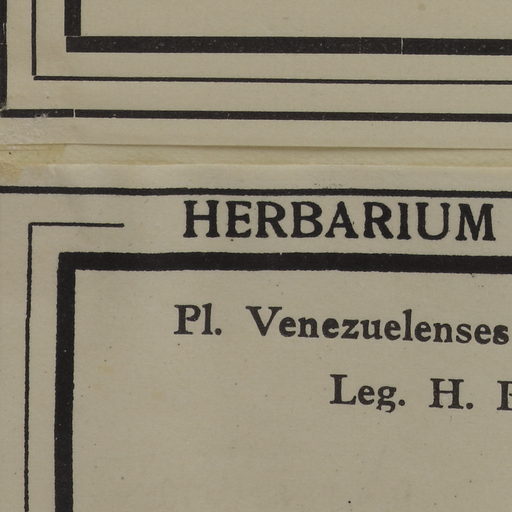 HERBARIUM
Pl. Venezuelenses
Leg. H.